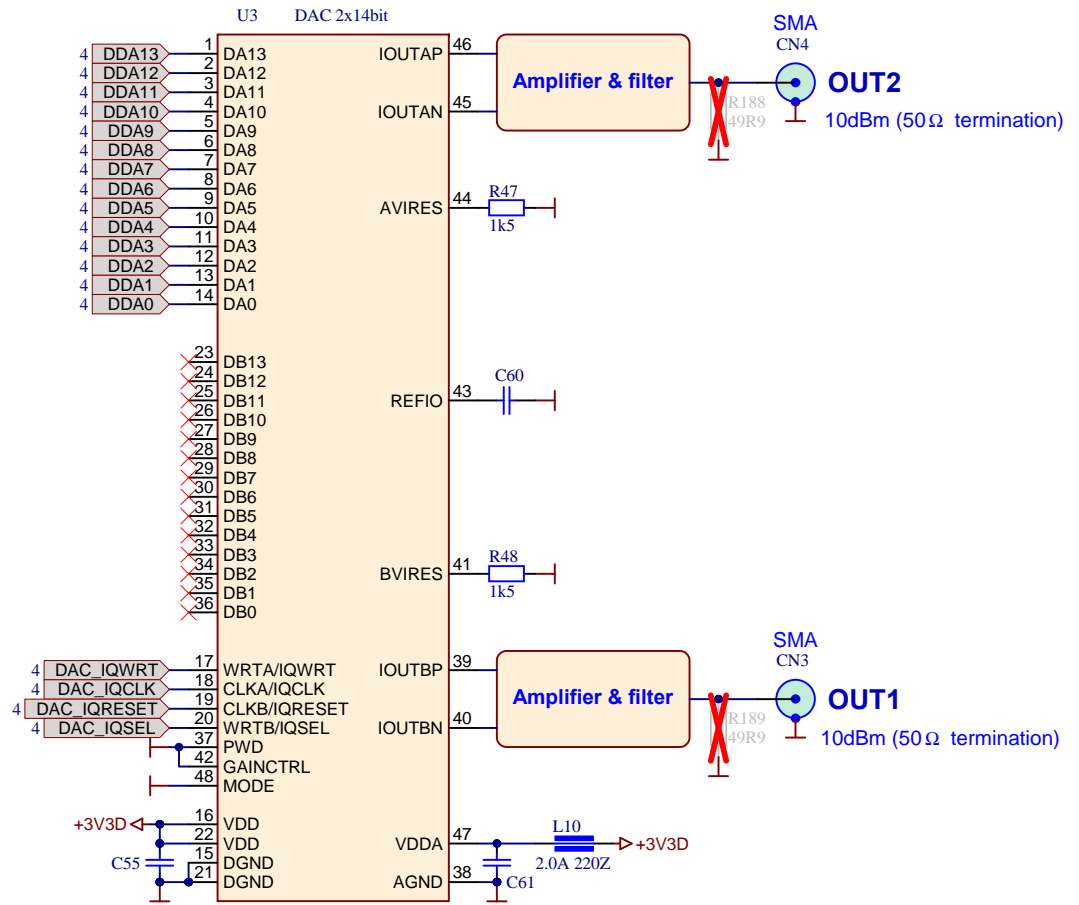 U3 DAC 2x14bit
4 DDA13 1 DA13
4 DDA12 2 DA12
4 DDA11 3 DA11
4 DDA10 4 DA10
4 DDA9 5 DA9
4 DDA8 6 DA8
4 DDA7 7 DA7
4 DDA6 8 DA6
4 DDA5 9 DA5
4 DDA4 10 DA4
4 DDA3 11 DA3
4 DDA2 12 DA2
4 DDA1 13 DA1
4 DDA0 14 DA0
23 DB13
24 DB12
25 DB11
26 DB10
27 DB9
28 DB8
29 DB7
30 DB6
31 DB5
32 DB4
33 DB3
34 DB2
35 DB1
36 DB0
4 DAC_IQWRT 17 WRTA/IQWRT
4 DAC_IQCLK 18 CLKA/IQCLK
4 DAC_IQRESET 19 CLKB/IQRESET
4 DAC_IQSEL 20 WRTB/IQSEL
37 PWD
42 GAINCTRL
48 MODE
+3V3D 16 VDD
22 VDD
C55 15 DGND
21 DGND
IOUTAP 46
IOUTAN 45
Amplifier & filter
R188
49R9
SMA
CN4
OUT2
10dBm (50Ω termination)
AVIRES 44 R47
1k5
REFIO 43 C60
BVIRES 41 R48
1k5
IOUTBP 39
IOUTBN 40
Amplifier & filter
R189
49R9
SMA
CN3
OUT1
10dBm (50Ω termination)
VDDA 47 L10 +3V3D
2.0A 220Z
AGND 38 C61